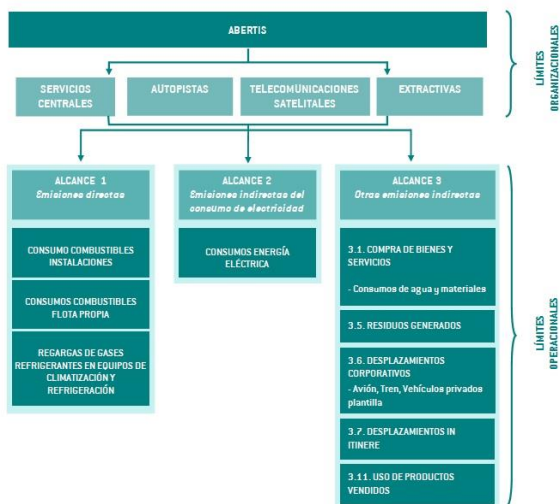 ABERTIS
LÍMITES
ORGANIZACIONALES
SERVICIOS
CENTRALES
AUTOPISTAS
TELECOMUNICACIONES
SATELITALES
EXTRACTIVAS
ALCANCE 1
Emisiones directas
ALCANCE 2
Emisiones indirectas del
consumo de electricidad
ALCANCE 3
Otras emisiones indirectas
CONSUMO COMBUSTIBLES
INSTALACIONES
CONSUMOS COMBUSTIBLES
FLOTA PROPIA
REGARGAS DE GASES
REFRIGERANTES EN EQUIPOS DE
CLIMATIZACIÓN Y
REFRIGERACIÓN
CONSUMOS ENERGÍA
ELÉCTRICA
3.1. COMPRA DE BIENES Y
SERVICIOS
- Consumos de agua y materiales
3.5. RESIDUOS GENERADOS
3.6. DESPLAZAMIENTOS
CORPORATIVOS
- Avión, Tren, Vehículos privados
plantilla
3.7. DESPLAZAMIENTOS IN
ITINERE
3.11. USO DE PRODUCTOS
VENDIDOS
LÍMITES
OPERACIONALES